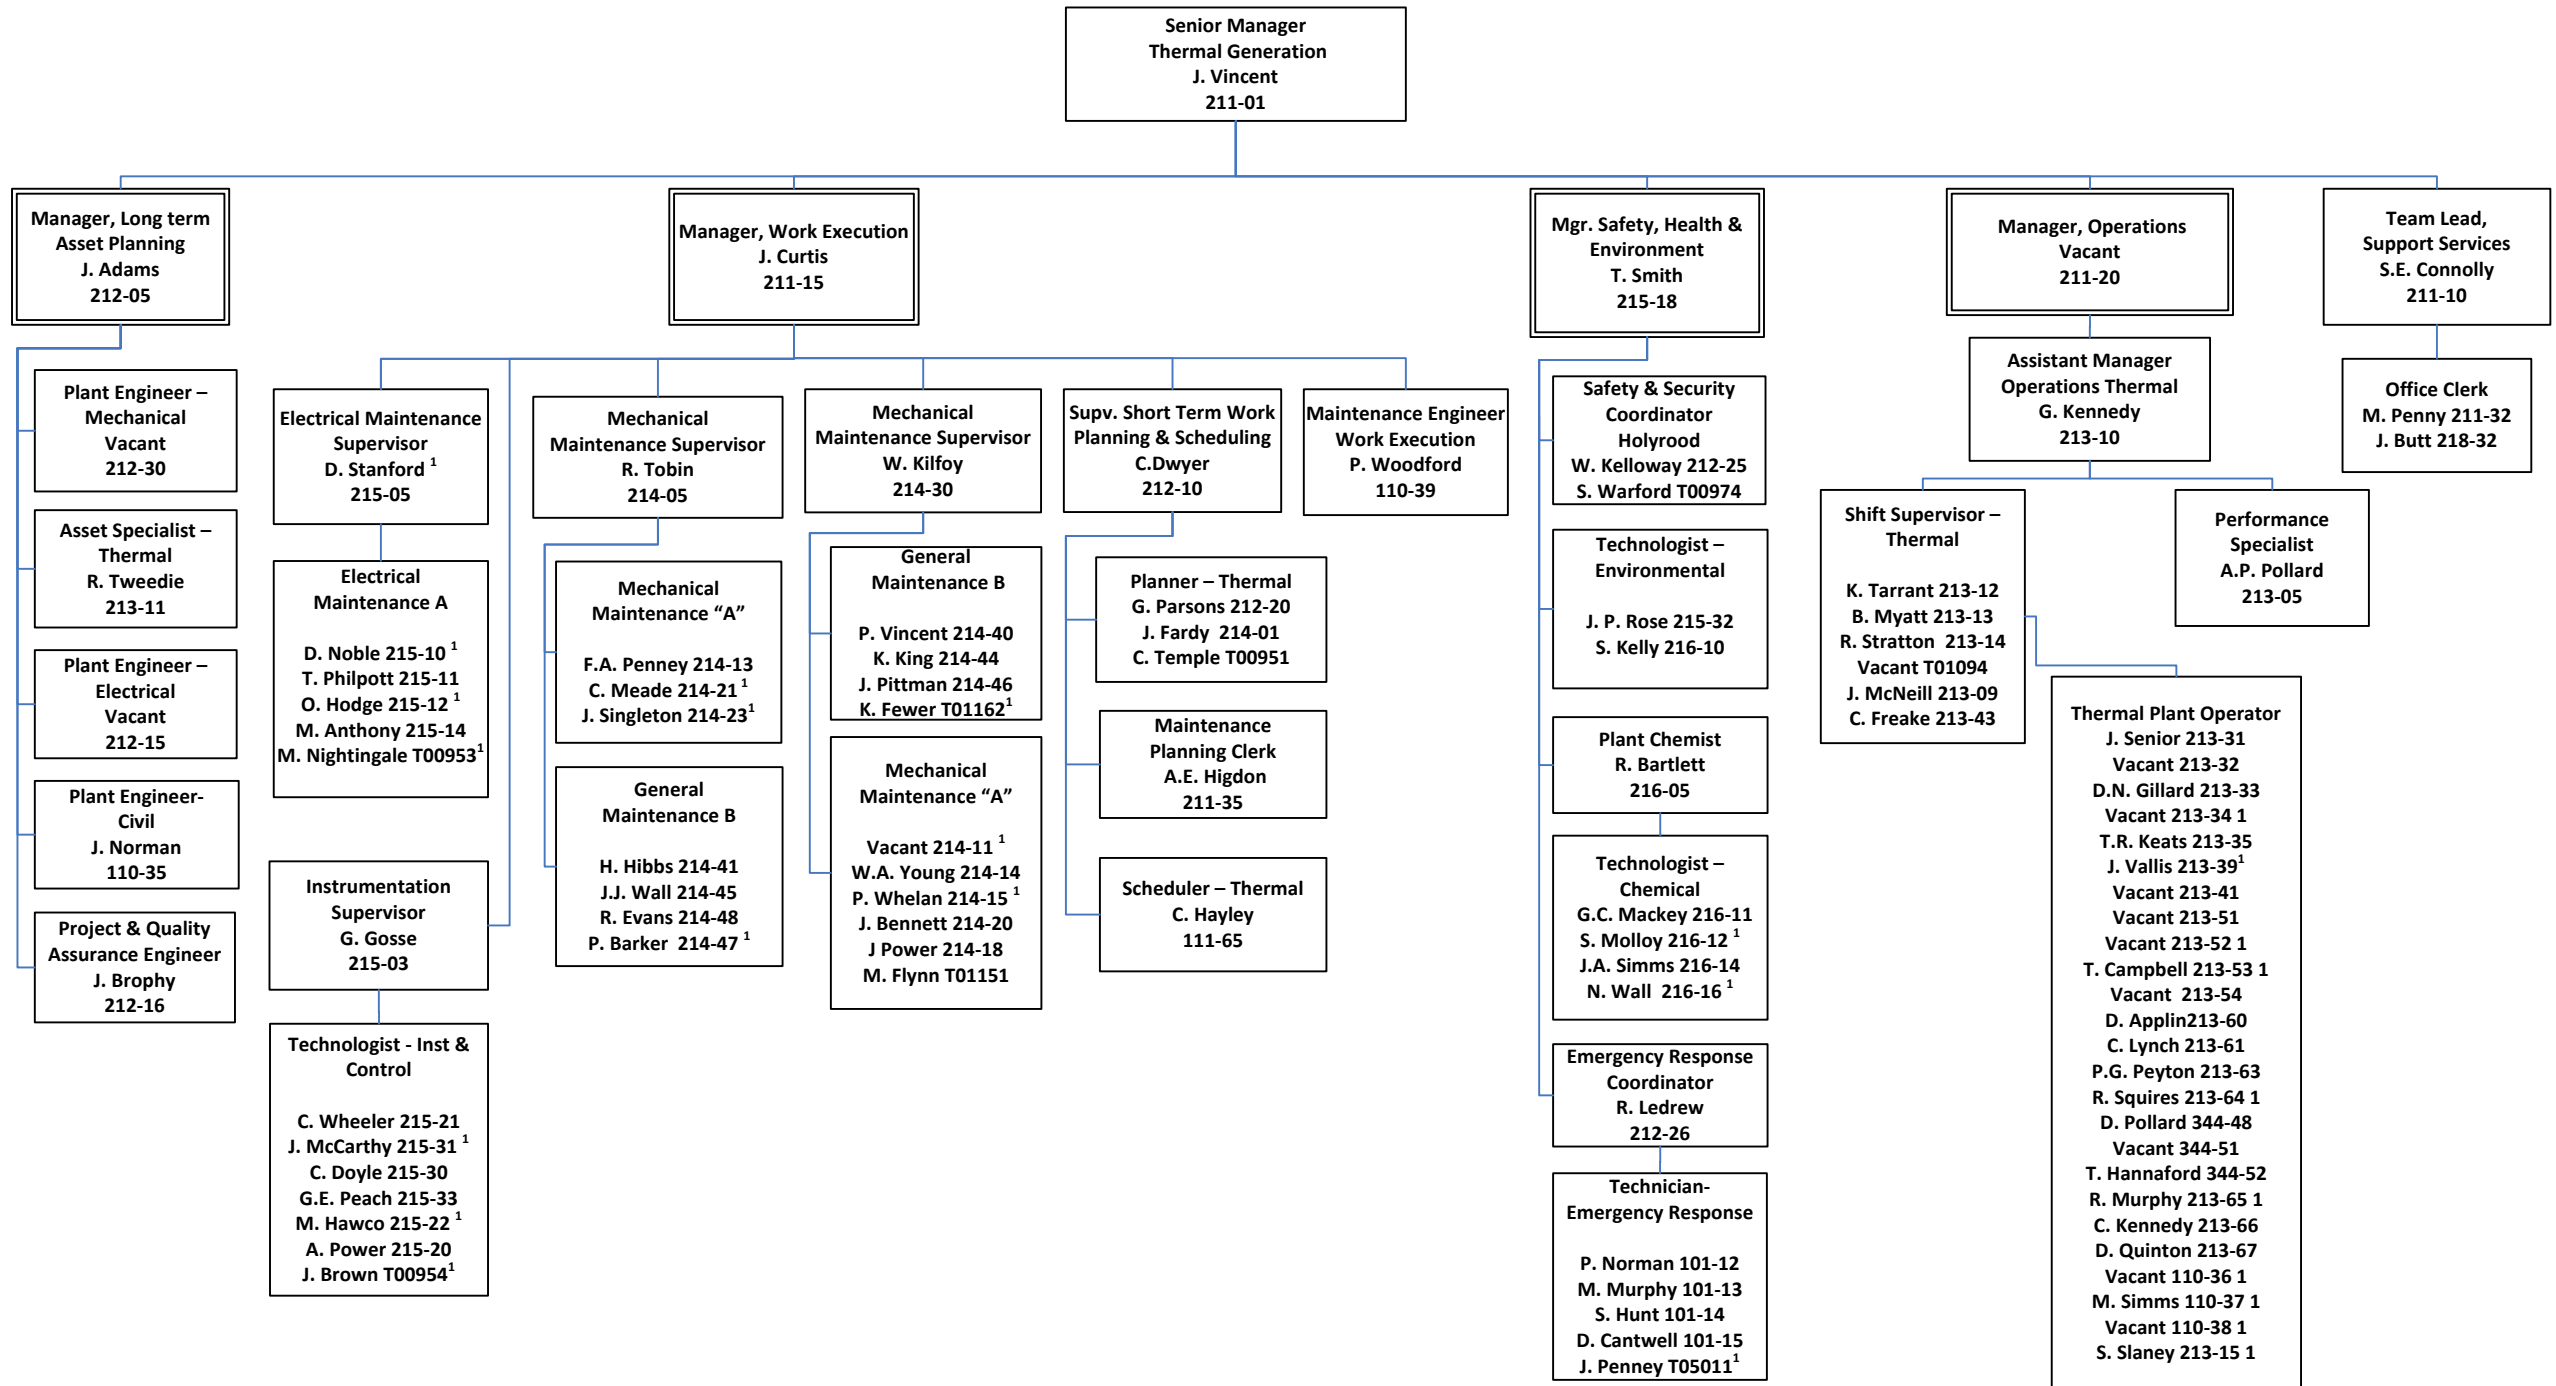 Senior Manager
Thermal Generation
J. Vincent
211-01
Manager, Long term
Asset Planning
J. Adams
212-05
Manager, Work Execution
J. Curtis
211-15
Mgr. Safety, Health &
Environment
T. Smith
215-18
Manager, Operations
Vacant
211-20
Team Lead,
Support Services
S.E. Connolly
211-10
Plant Engineer –
Mechanical
Vacant
212-30
Asset Specialist –
Thermal
R. Tweedie
213-11
Plant Engineer –
Electrical
Vacant
212-15
Plant Engineer-
Civil
J. Norman
110-35
Project & Quality
Assurance Engineer
J. Brophy
212-16
Electrical Maintenance
Supervisor
D. Stanford 1
215-05
Electrical
Maintenance A
D. Noble 215-10 1
T. Philpott 215-11
O. Hodge 215-12 1
M. Anthony 215-14
M. Nightingale T00953 1
Instrumentation
Supervisor
G. Gosse
215-03
Technologist - Inst &
Control
C. Wheeler 215-21
J. McCarthy 215-31 1
C. Doyle 215-30
G.E. Peach 215-33
M. Hawco 215-22 1
A. Power 215-20
J. Brown T00954 1
Mechanical
Maintenance Supervisor
R. Tobin
214-05
Mechanical
Maintenance “A”
F.A. Penney 214-13
C. Meade 214-21 1
J. Singleton 214-23 1
General
Maintenance B
H. Hibbs 214-41
J.J. Wall 214-45
R. Evans 214-48
P. Barker 214-47 1
Mechanical
Maintenance Supervisor
W. Kilfoy
214-30
General
Maintenance B
P. Vincent 214-40
K. King 214-44
J. Pittman 214-46
K. Fewer T01162 1
Mechanical
Maintenance “A”
Vacant 214-11 1
W.A. Young 214-14
P. Whelan 214-15 1
J. Bennett 214-20
J Power 214-18
M. Flynn T01151
Supv. Short Term Work
Planning & Scheduling
C.Dwyer
212-10
Planner – Thermal
G. Parsons 212-20
J. Fardy 214-01
C. Temple T00951
Maintenance
Planning Clerk
A.E. Higdon
211-35
Scheduler – Thermal
C. Hayley
111-65
Maintenance Engineer
Work Execution
P. Woodford
110-39
Safety & Security
Coordinator
Holyrood
W. Kelloway 212-25
S. Warford T00974
Technologist –
Environmental
J. P. Rose 215-32
S. Kelly 216-10
Plant Chemist
R. Bartlett
216-05
Technologist –
Chemical
G.C. Mackey 216-11
S. Molloy 216-12 1
J.A. Simms 216-14
N. Wall 216-16 1
Emergency Response
Coordinator
R. Ledrew
212-26
Technician-
Emergency Response
P. Norman 101-12
M. Murphy 101-13
S. Hunt 101-14
D. Cantwell 101-15
J. Penney T05011 1
Assistant Manager
Operations Thermal
G. Kennedy
213-10
Shift Supervisor –
Thermal
K. Tarrant 213-12
B. Myatt 213-13
R. Stratton 213-14
Vacant T01094
J. McNeill 213-09
C. Freake 213-43
Performance
Specialist
A.P. Pollard
213-05
Thermal Plant Operator
J. Senior 213-31
Vacant 213-32
D.N. Gillard 213-33
Vacant 213-34 1
T.R. Keats 213-35
J. Vallis 213-39 1
Vacant 213-41
Vacant 213-51
Vacant 213-52 1
T. Campbell 213-53 1
Vacant 213-54
D. Applin213-60
C. Lynch 213-61
P.G. Peyton 213-63
R. Squires 213-64 1
D. Pollard 344-48
Vacant 344-51
T. Hannaford 344-52
R. Murphy 213-65 1
C. Kennedy 213-66
D. Quinton 213-67
Vacant 110-36 1
M. Simms 110-37 1
Vacant 110-38 1
S. Slaney 213-15 1
Office Clerk
M. Penny 211-32
J. Butt 218-32